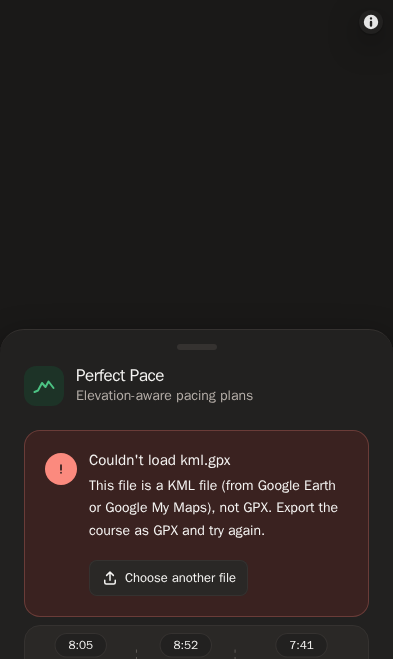 Perfect Pace
Elevation-aware pacing plans
!
Couldn't load kml.gpx
This file is a KML file (from Google Earth
or Google My Maps), not GPX. Export the
course as GPX and try again.
Choose another file
8:05 8:52 7:41